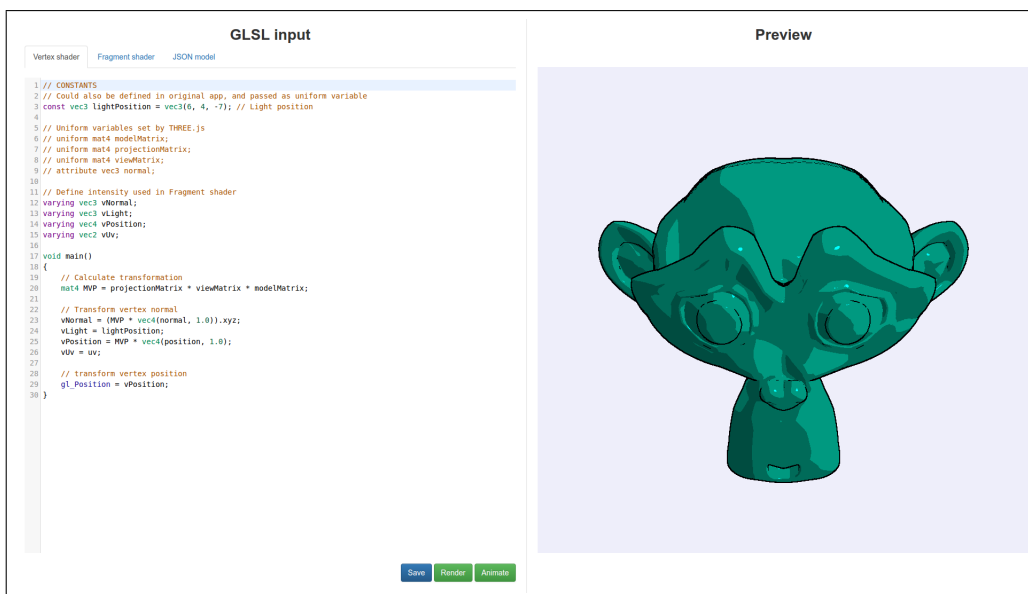 GLSL input
Vertex shader Fragment shader JSON model
1 // CONSTANTS
2 // Could also be defined in original app, and passed as uniform variable
3 const vec3 lightPosition = vec3(6, 4, -7); // Light position
4
5 // Uniform variables set by THREE.js
6 // uniform mat4 modelMatrix;
7 // uniform mat4 projectionMatrix;
8 // uniform mat4 viewMatrix;
9 // attribute vec3 normal;
10
11 // Define intensity used in Fragment shader
12 varying vec3 vNormal;
13 varying vec3 vLight;
14 varying vec4 vPosition;
15 varying vec2 vUv;
16
17 void main()
18 {
19     // Calculate transformation
20     mat4 MVP = projectionMatrix * viewMatrix * modelMatrix;
21
22     // Transform vertex normal
23     vNormal = (MVP * vec4(normal, 1.0)).xyz;
24     vLight = lightPosition;
25     vPosition = MVP * vec4(position, 1.0);
26     vUv = uv;
27
28     // transform vertex position
29     gl_Position = vPosition;
30 }
Save Render Animate
Preview